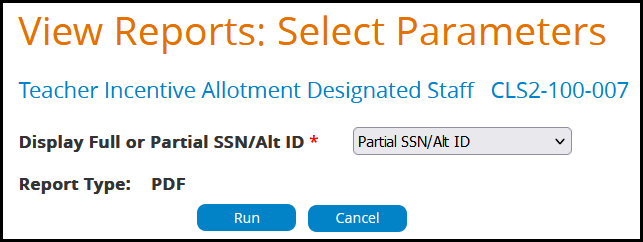 View Reports: Select Parameters
Teacher Incentive Allotment Designated Staff CLS2-100-007
Display Full or Partial SSN/Alt ID * Partial SSN/Alt ID
Report Type: PDF
Run Cancel